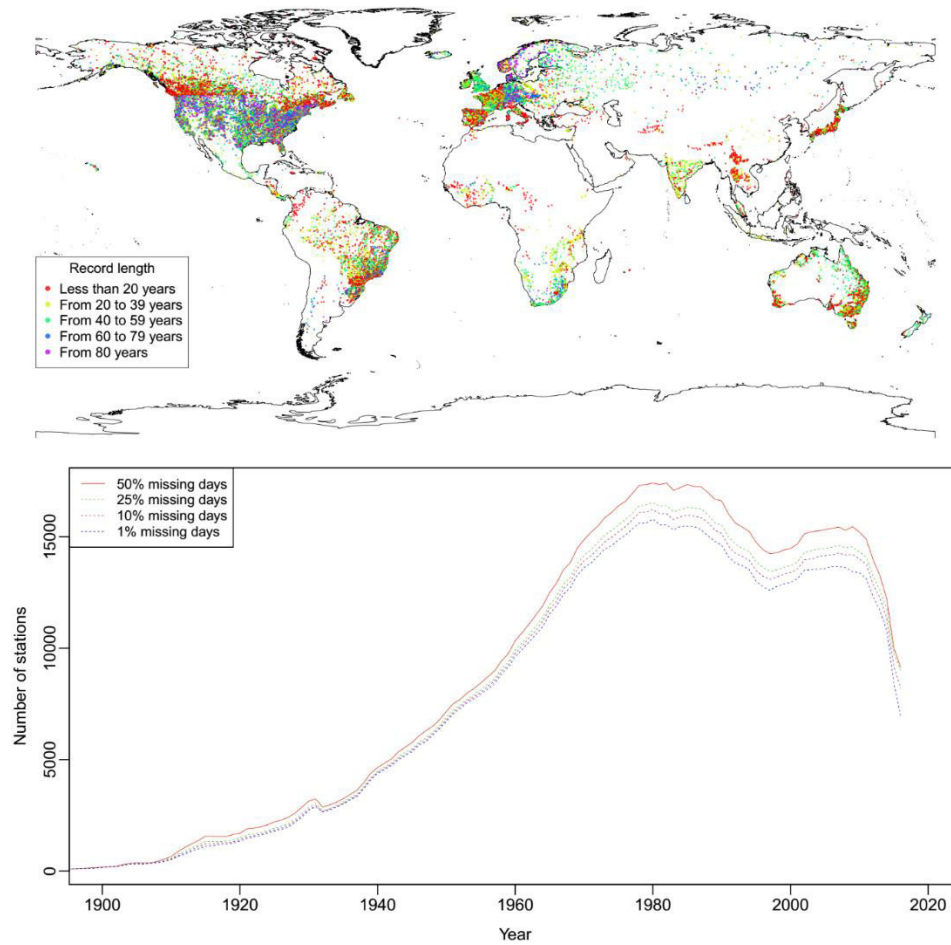 Record length
Less than 20 years
From 20 to 39 years
From 40 to 59 years
From 60 to 79 years
From 80 years
50% missing days
25% missing days
10% missing days
1% missing days
Number of stations
15000
10000
5000
0
1900 1920 1940 1960 1980 2000 2020
Year